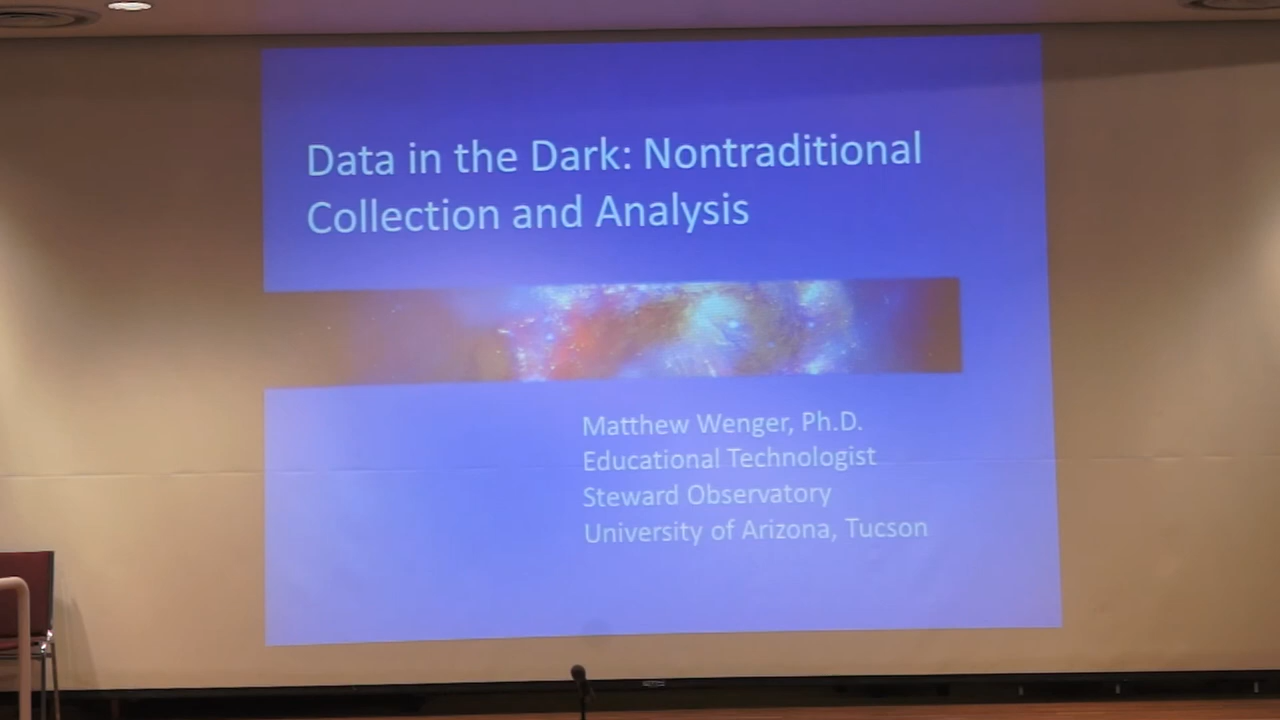 Data in the Dark: Nontraditional
Collection and Analysis
Matthew Wenger, Ph.D.
Educational Technologist
Steward Observatory
University of Arizona, Tucson